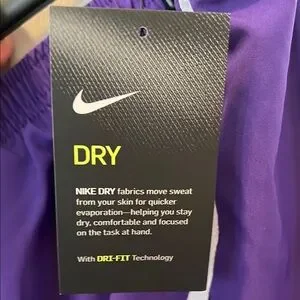 DRY
NIKE DRY fabrics move sweat
from your skin for quicker
evaporation—helping you stay
dry, comfortable and focused
on the task at hand.
With DRI-FIT Technology